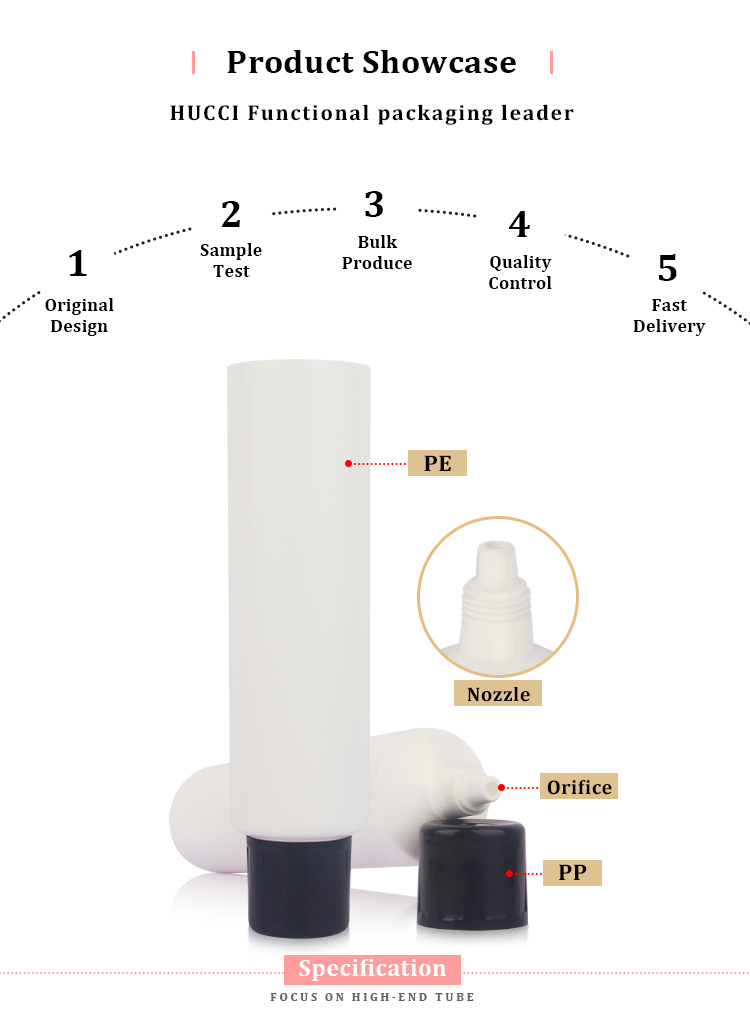 Product Showcase
HUCCI Functional packaging leader
1
Original
Design
2
Sample
Test
3
Bulk
Produce
4
Quality
Control
5
Fast
Delivery
PE
Nozzle
Orifice
PP
Specification
FOCUS ON HIGH-END TUBE